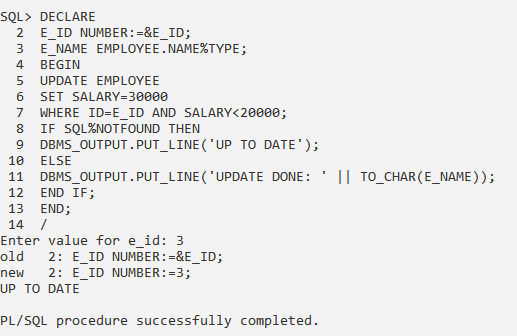 SQL> DECLARE
2 E_ID NUMBER:=&E_ID;
3 E_NAME EMPLOYEE.NAME%TYPE;
4 BEGIN
5 UPDATE EMPLOYEE
6 SET SALARY=30000
7 WHERE ID=E_ID AND SALARY<20000;
8 IF SQL%NOTFOUND THEN
9 DBMS_OUTPUT.PUT_LINE('UP TO DATE');
10 ELSE
11 DBMS_OUTPUT.PUT_LINE('UPDATE DONE: ' || TO_CHAR(E_NAME));
12 END IF;
13 END;
14 /
Enter value for e_id: 3
old 2: E_ID NUMBER:=&E_ID;
new 2: E_ID NUMBER:=3;
UP TO DATE
PL/SQL procedure successfully completed.